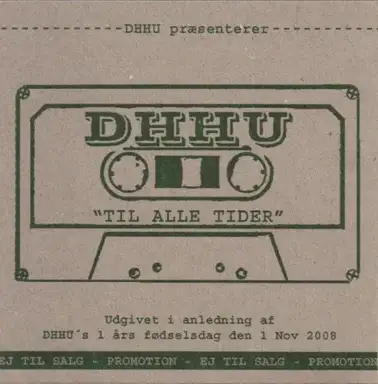 DHHU præsenterer
DHHU
"TIL ALLE TIDER"
Udgivet i anledning af
DHHU´s 1 års fødselsdag den 1 Nov 2008
EJ TIL SALG - PROMOTION - EJ TIL SALG - PROMOTION